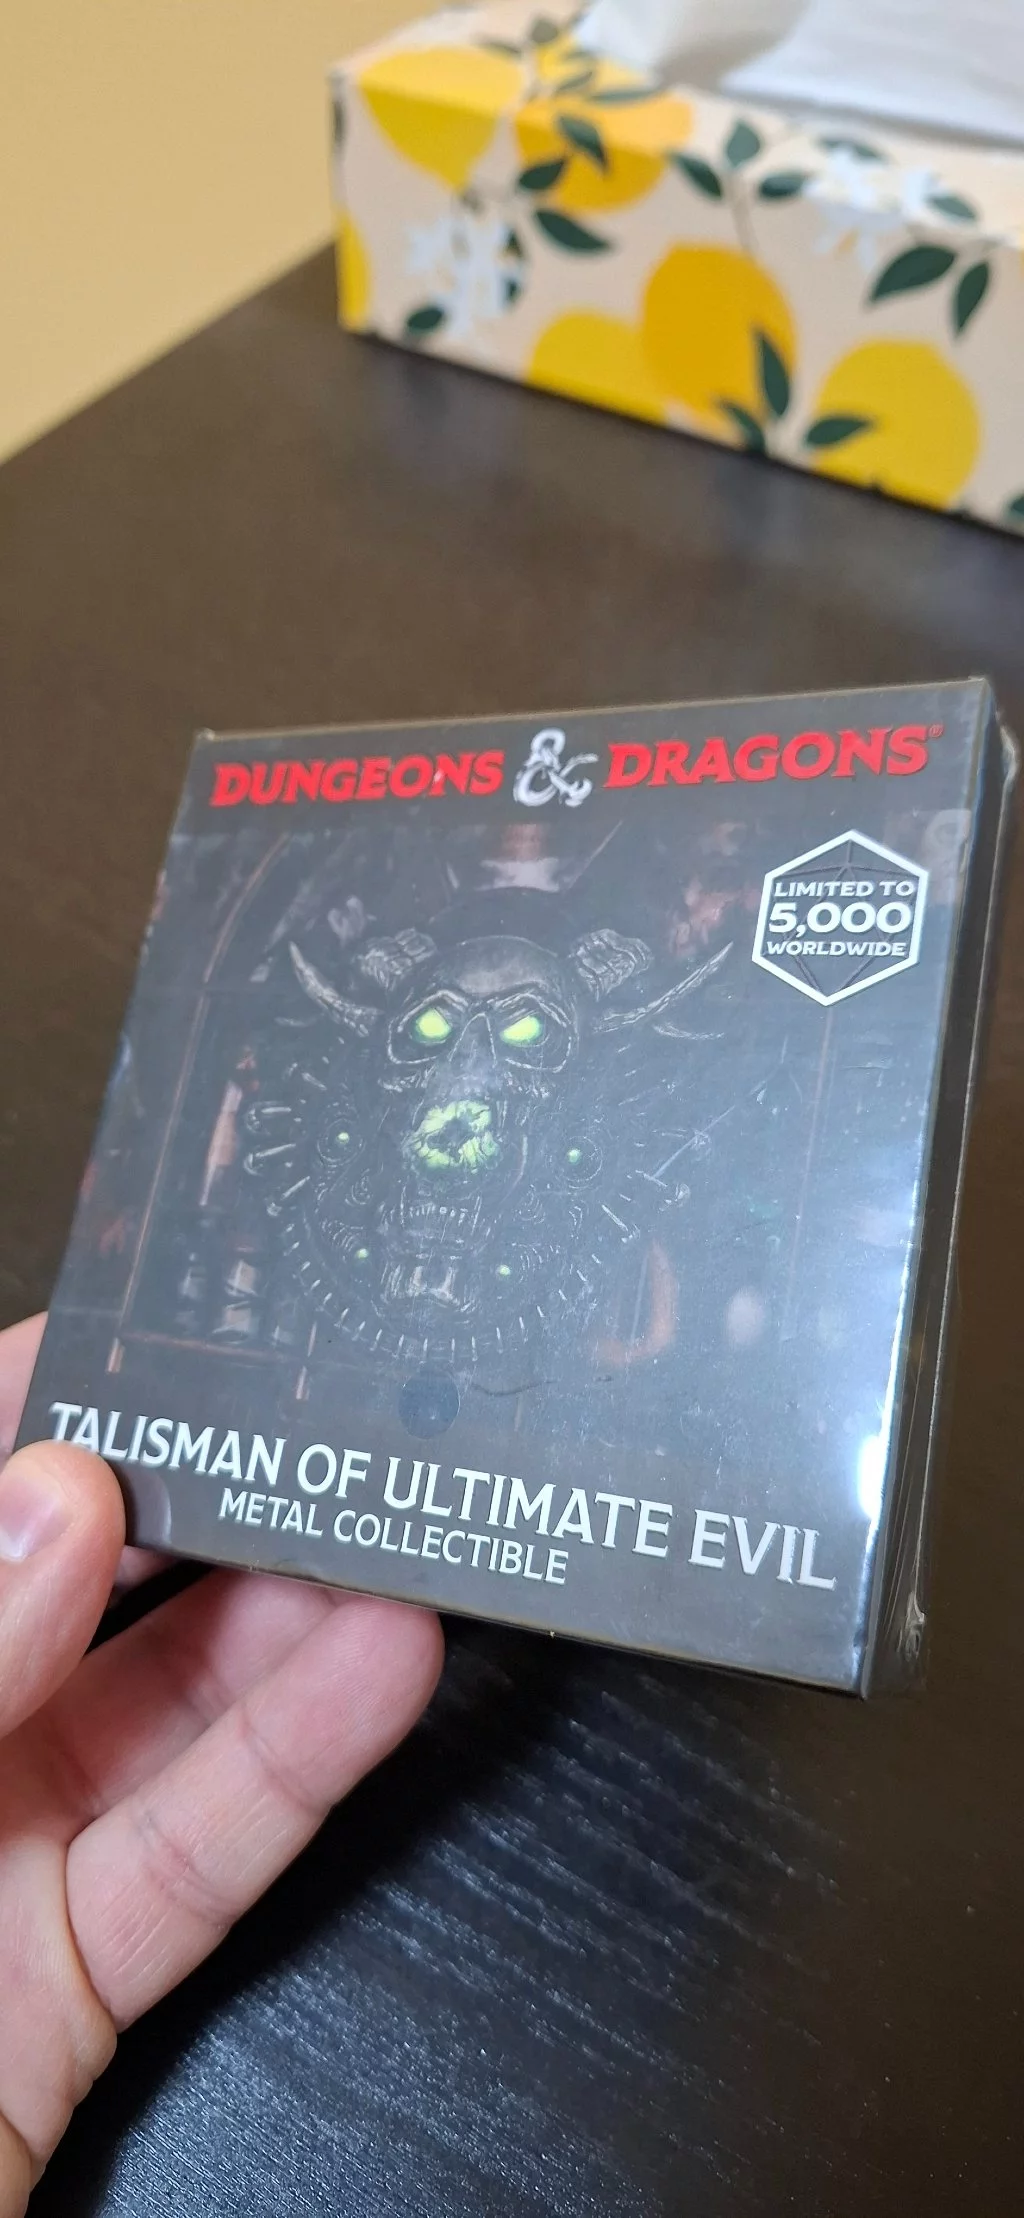 DUNGEONS & DRAGONS®
LIMITED TO
5,000
WORLDWIDE
TALISMAN OF ULTIMATE EVIL
METAL COLLECTIBLE